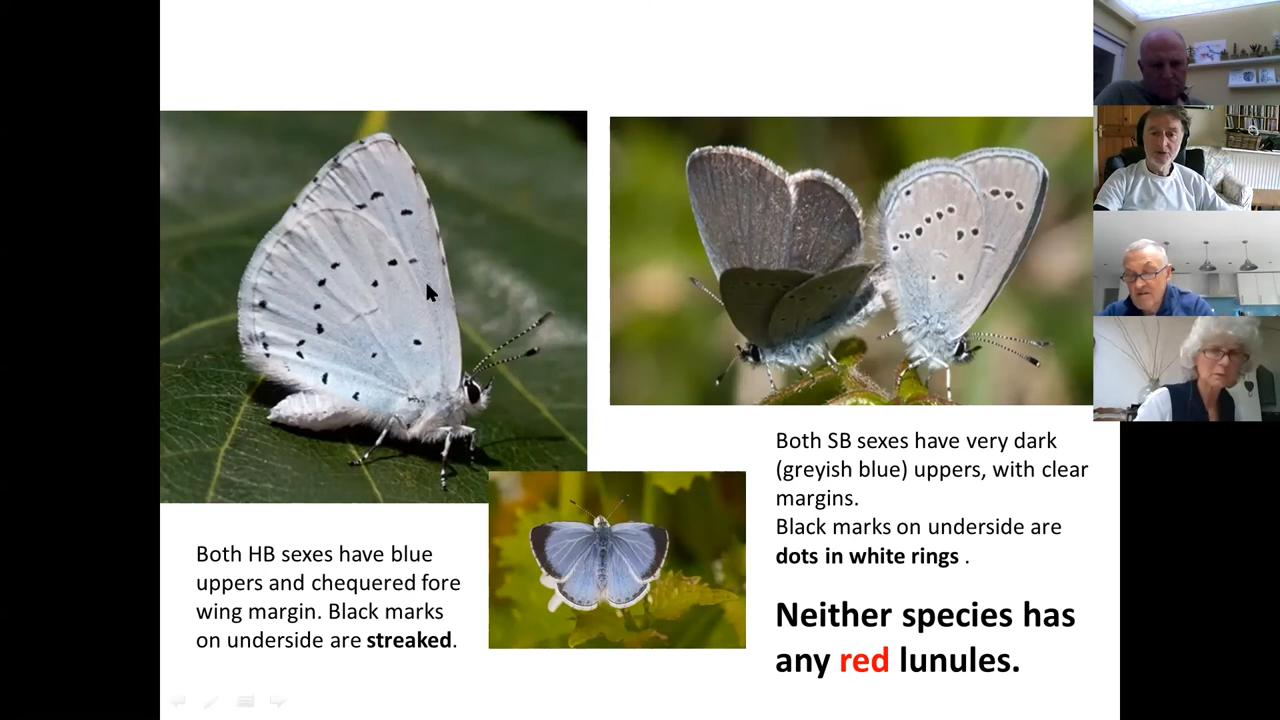 Both HB sexes have blue
uppers and chequered fore
wing margin. Black marks
on underside are streaked.
Both SB sexes have very dark
(greyish blue) uppers, with clear
margins.
Black marks on underside are
dots in white rings .
Neither species has
any red lunules.